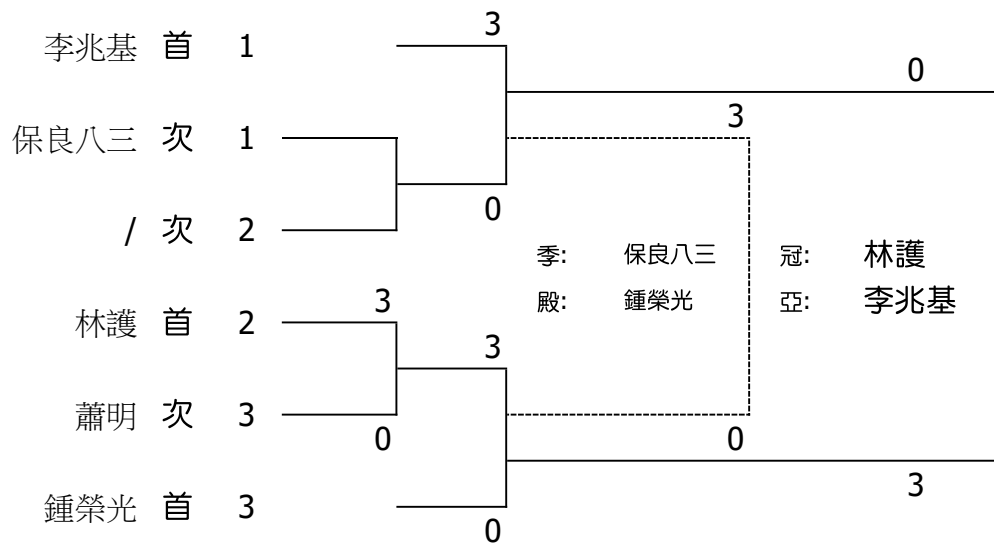 3
李兆基 首 1
0
3
保良八三 次 1
0
/ 次 2
季: 保良八三 冠: 林護
殿: 鍾榮光 亞: 李兆基
3
林護 首 2
3
蕭明 次 3
0 0
3
鍾榮光 首 3
0